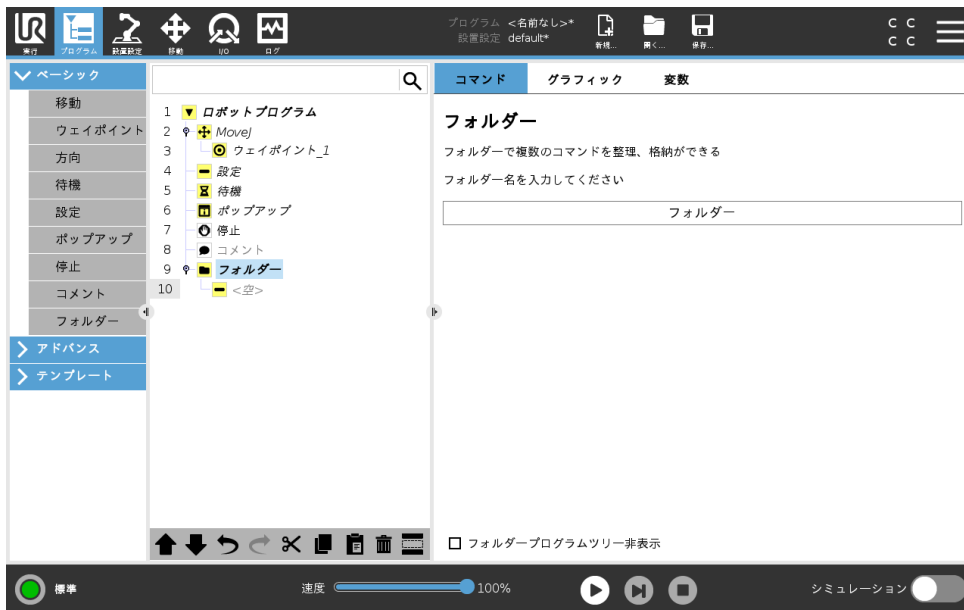 UR
プログラム <名前なし>*
設置設定 default*
実行 プログラム 設置設定 移動 I/O ログ
新規... 開く... 保存...
C C
C C
ベーシック
移動
ウェイポイント
方向
待機
設定
ポップアップ
停止
コメント
フォルダー
アドバンス
テンプレート
1 ロボットプログラム
2 MoveJ
3 ウェイポイント_1
4 設定
5 待機
6 ポップアップ
7 停止
8 コメント
9 フォルダー
10 <空>
コマンド グラフィック 変数
フォルダー
フォルダーで複数のコマンドを整理、格納ができる
フォルダー名を入力してください
フォルダー
フォルダープログラムツリー非表示
標準
速度 100%
シミュレーション